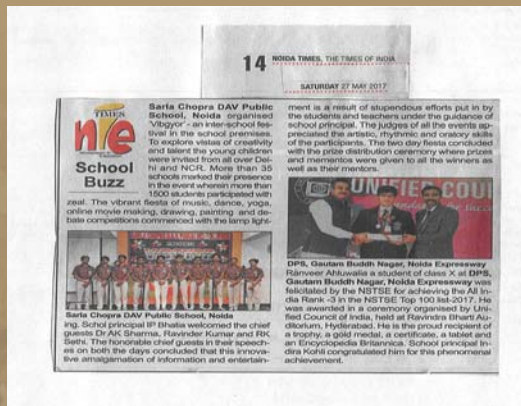 14 NOIDA TIMES, THE TIMES OF INDIA
SATURDAY 27 MAY 2017
TIMES
nie
School
Buzz
Sarla Chopra DAV Public
School, Noida organised
'Vibgyor' - an inter-school fes-
tival in the school premises.
To explore vistas of creativity
and talent the young children
were invited from all over Del-
hi and NCR. More than 35
schools marked their presence
in the event wherein more than
1500 students participated with
zeal. The vibrant fiesta of music, dance, yoga,
online movie making, drawing, painting and de-
bate competitions commenced with the lamp light-
Sarla Chopra DAV Public School, Noida
ing. Schol principal IP Bhatia welcomed the chief
guests Dr AK Sharma, Ravinder Kumar and RK
Sethi. The honorable chief guests in their speech-
es on both the days concluded that this innova-
tive amalgamation of information and entertain-
ment is a result of stupendous efforts put in by
the students and teachers under the guidance of
school principal. The judges of all the events ap-
preciated the artistic, rhythmic and oratory skills
of the participants. The two day fiesta concluded
with the prize distribution ceremony where prizes
and mementos were given to all the winners as
well as their mentors.
UNIFIED COU
DPS, Gautam Buddh Nagar, Noida Expressway
Ranveer Ahluwalia a student of class X at DPS,
Gautam Buddh Nagar, Noida Expressway was
felicitated by the NSTSE for achieving the All In-
dia Rank -3 in the NSTSE Top 100 list-2017. He
was awarded in a ceremony organised by Uni-
fied Council of India, held at Ravindra Bharti Au-
ditorium, Hyderabad. He is the proud recipient of
a trophy, a gold medal, a certificate, a tablet and
an Encyclopedia Britannica. School principal In-
dira Kohli congratulated him for this phenomenal
achievement.